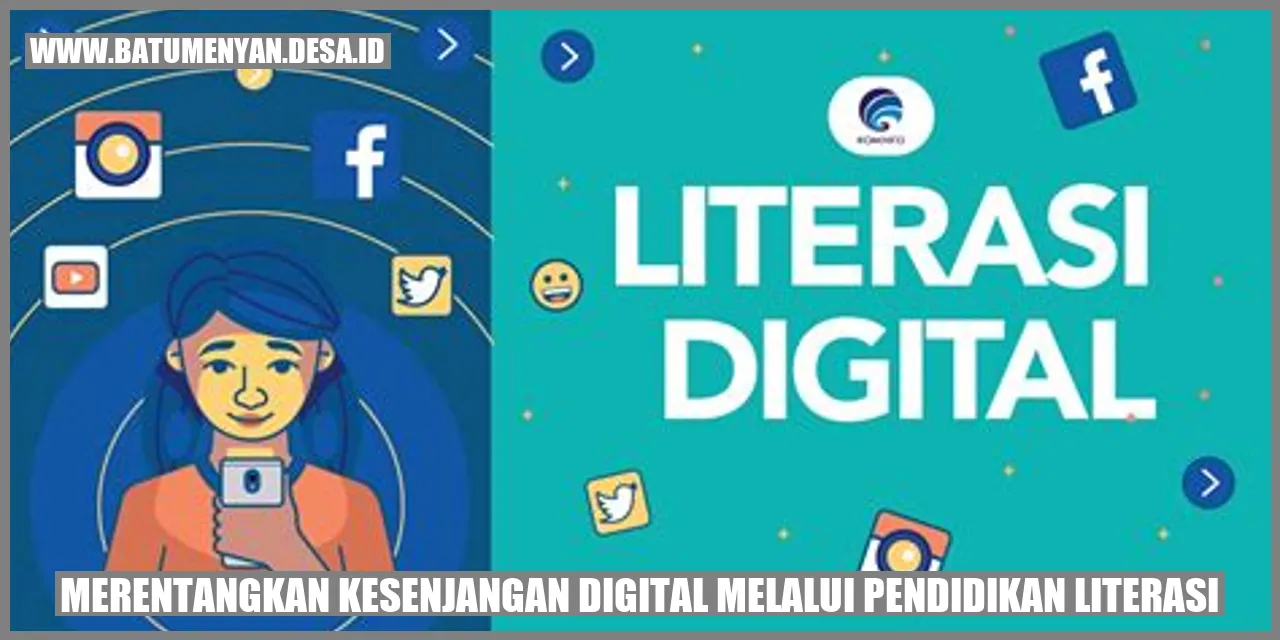 WWW.BATUMENYAN.DESA.ID
KOMINFO
LITERASI
DIGITAL
MERENTANGKAN KESENJANGAN DIGITAL MELALUI PENDIDIKAN LITERASI